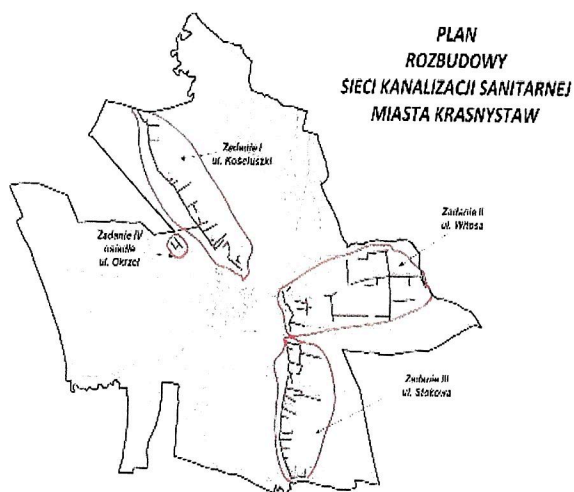 PLAN
ROZBUDOWY
SIECI KANALIZACJI SANITARNEJ
MIASTA KRASNYSTAW
Zadanie I
ul. Kościuszki
Zadanie II
ul. Witosa
Zadanie IV
osiedle
ul. Okrzei
Zadanie III
ul. Stokowa